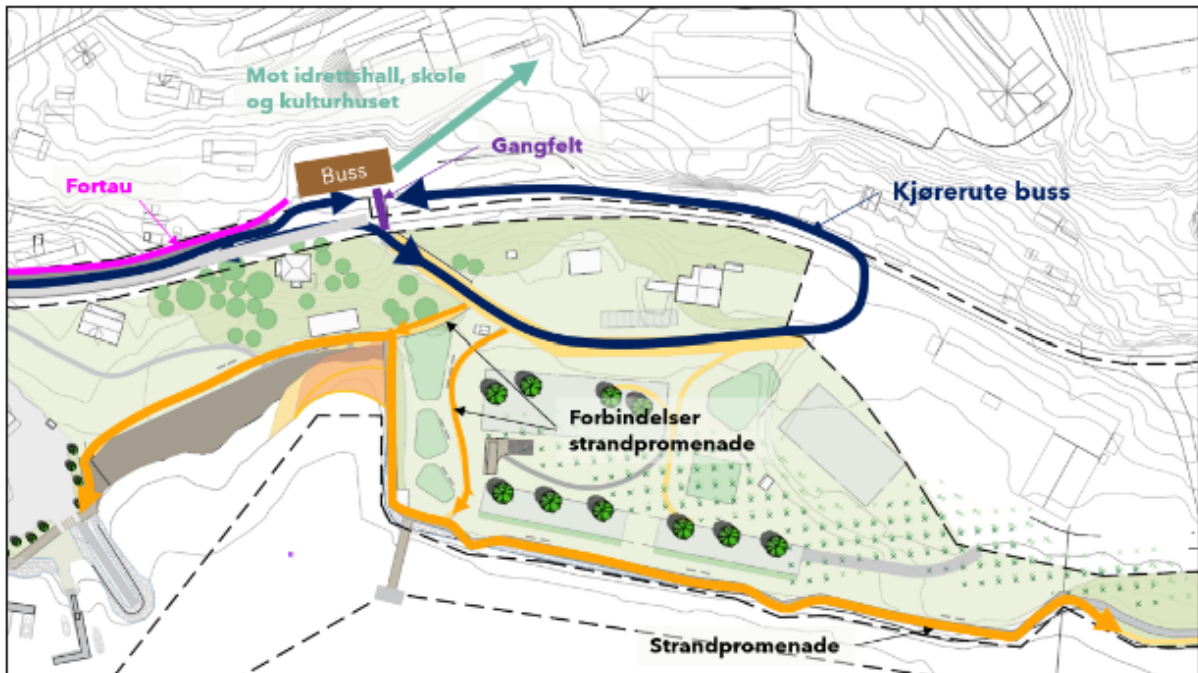 Mot idrettshall, skole
og kulturhuset
Gangfelt
Buss
Fortau
Kjørerute buss
Forbindelser
strandpromenade
Strandpromenade